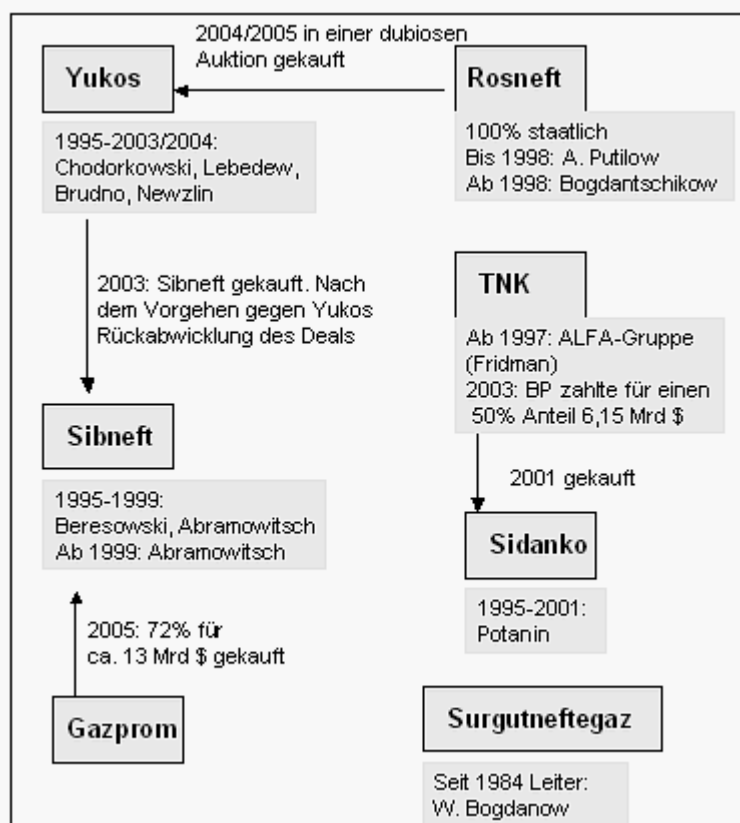 2004/2005 in einer dubiosen
Auktion gekauft
Yukos
Rosneft
1995-2003/2004:
Chodorkowski, Lebedew,
Brudno, Newzlin
100% staatlich
Bis 1998: A. Putilow
Ab 1998: Bogdantschikow
2003: Sibneft gekauft. Nach
dem Vorgehen gegen Yukos
Rückabwicklung des Deals
TNK
Ab 1997: ALFA-Gruppe
(Fridman)
2003: BP zahlte für einen
50% Anteil 6,15 Mrd $
Sibneft
1995-1999:
Beresowski, Abramowitsch
Ab 1999: Abramowitsch
2001 gekauft
Sidanko
1995-2001:
Potanin
2005: 72% für
ca. 13 Mrd $ gekauft
Gazprom
Surgutneftegaz
Seit 1984 Leiter:
W. Bogdanow